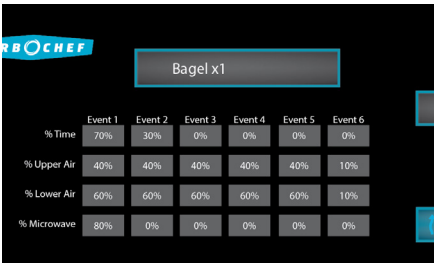 RBOCHEF
Bagel x1
Event 1 Event 2 Event 3 Event 4 Event 5 Event 6
% Time 70% 30% 0% 0% 0% 0%
% Upper Air 40% 40% 40% 40% 40% 10%
% Lower Air 60% 60% 60% 60% 60% 10%
% Microwave 80% 0% 0% 0% 0% 0%